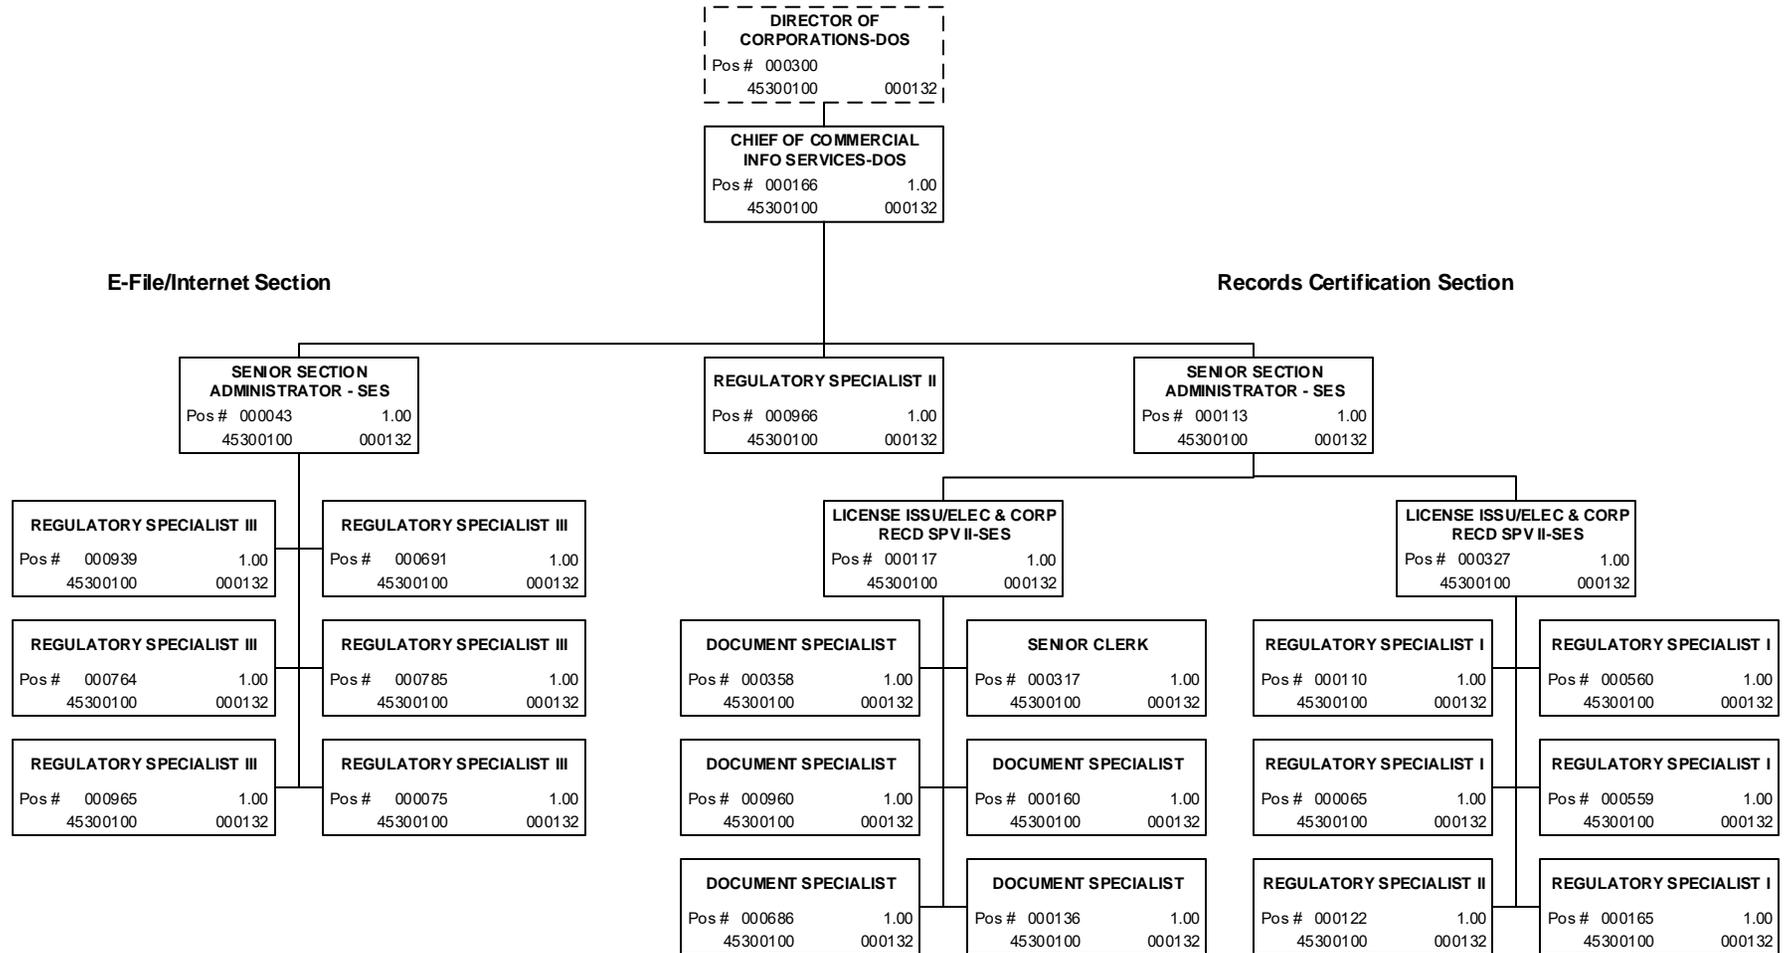 DIRECTOR OF
CORPORATIONS-DOS
Pos # 000300
45300100 000132
CHIEF OF COMMERCIAL
INFO SERVICES-DOS
Pos # 000166 1.00
45300100 000132
E-File/Internet Section
Records Certification Section
SENIOR SECTION
ADMINISTRATOR - SES
Pos # 000043 1.00
45300100 000132
REGULATORY SPECIALIST II
Pos # 000966 1.00
45300100 000132
SENIOR SECTION
ADMINISTRATOR - SES
Pos # 000113 1.00
45300100 000132
REGULATORY SPECIALIST III
Pos # 000939 1.00
45300100 000132
REGULATORY SPECIALIST III
Pos # 000691 1.00
45300100 000132
LICENSE ISSU/ELEC & CORP
RECD SPV II-SES
Pos # 000117 1.00
45300100 000132
LICENSE ISSU/ELEC & CORP
RECD SPV II-SES
Pos # 000327 1.00
45300100 000132
REGULATORY SPECIALIST III
Pos # 000764 1.00
45300100 000132
REGULATORY SPECIALIST III
Pos # 000785 1.00
45300100 000132
DOCUMENT SPECIALIST
Pos # 000358 1.00
45300100 000132
SENIOR CLERK
Pos # 000317 1.00
45300100 000132
REGULATORY SPECIALIST I
Pos # 000110 1.00
45300100 000132
REGULATORY SPECIALIST I
Pos # 000560 1.00
45300100 000132
REGULATORY SPECIALIST III
Pos # 000965 1.00
45300100 000132
REGULATORY SPECIALIST III
Pos # 000075 1.00
45300100 000132
DOCUMENT SPECIALIST
Pos # 000960 1.00
45300100 000132
DOCUMENT SPECIALIST
Pos # 000160 1.00
45300100 000132
REGULATORY SPECIALIST I
Pos # 000065 1.00
45300100 000132
REGULATORY SPECIALIST I
Pos # 000559 1.00
45300100 000132
DOCUMENT SPECIALIST
Pos # 000686 1.00
45300100 000132
DOCUMENT SPECIALIST
Pos # 000136 1.00
45300100 000132
REGULATORY SPECIALIST II
Pos # 000122 1.00
45300100 000132
REGULATORY SPECIALIST I
Pos # 000165 1.00
45300100 000132